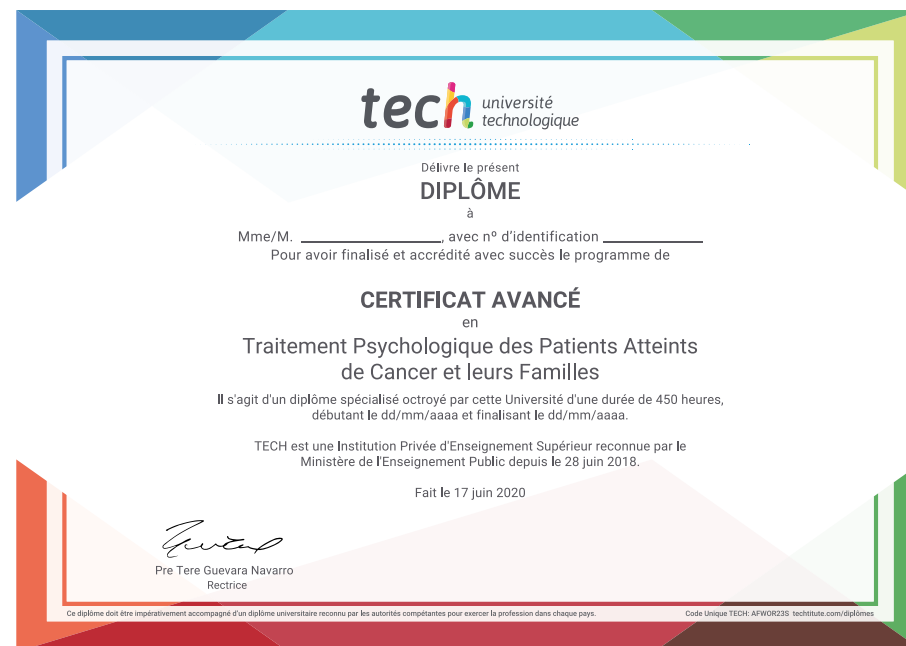 tech université
technologique
Délivre le présent
DIPLÔME
à
Mme/M. ____________________, avec nº d'identification ______________
Pour avoir finalisé et accrédité avec succès le programme de
CERTIFICAT AVANCÉ
en
Traitement Psychologique des Patients Atteints
de Cancer et leurs Familles
Il s'agit d'un diplôme spécialisé octroyé par cette Université d'une durée de 450 heures,
débutant le dd/mm/aaaa et finalisant le dd/mm/aaaa.
TECH est une Institution Privée d'Enseignement Supérieur reconnue par le
Ministère de l'Enseignement Public depuis le 28 juin 2018.
Fait le 17 juin 2020
Pre Tere Guevara Navarro
Rectrice
Ce diplôme doit être impérativement accompagné d'un diplôme universitaire reconnu par les autorités compétantes pour exercer la profession dans chaque pays.
Code Unique TECH: AFWOR23S techtitute.com/diplômes